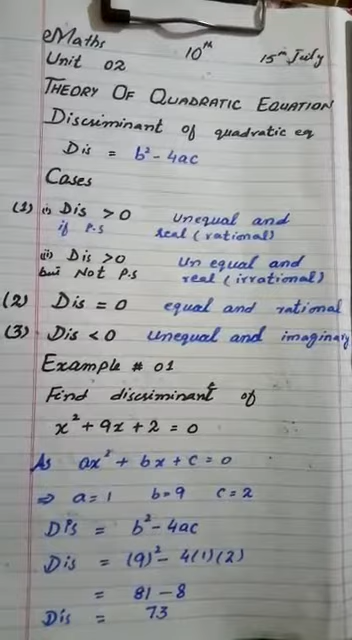 eMaths 10th 15th July
Unit 02
THEORY OF QUADRATIC EQUATION
Discriminant of quadratic eq
Dis = b² - 4ac
Cases
(1) i) Dis > 0 unequal and
if P.S real (rational)
ii) Dis > 0 un equal and
but Not P.S real (irrational)
(2) Dis = 0 equal and rational
(3) Dis < 0 unequal and imaginary
Example # 01
Find discriminant of
x² + 9x + 2 = 0
As ax² + bx + c = 0
⇒ a = 1 b = 9 c = 2
Dis = b² - 4ac
Dis = (9)² - 4(1)(2)
= 81 - 8
Dis = 73